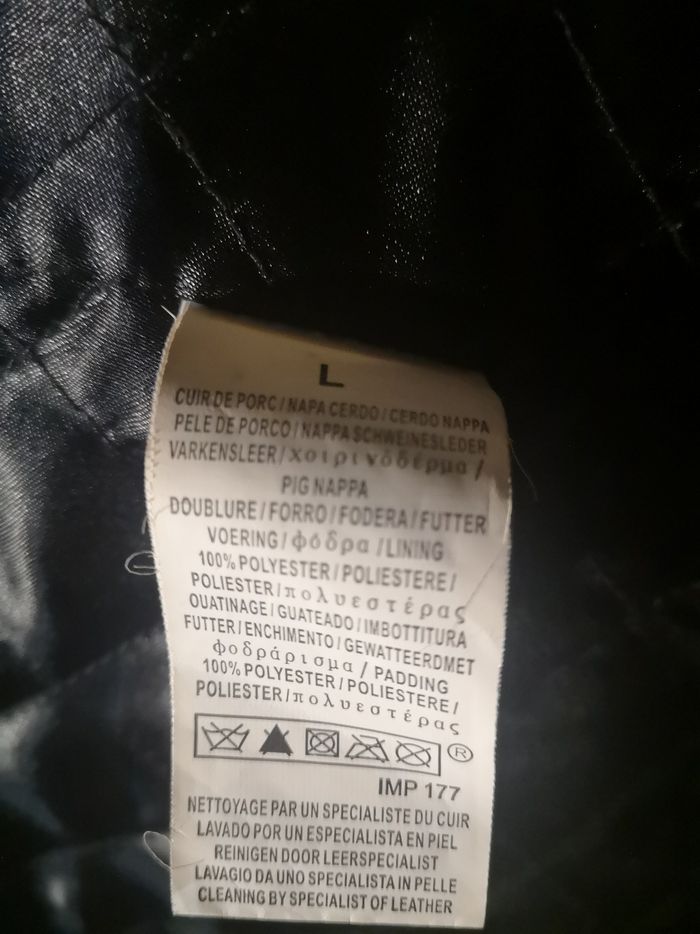 L
CUIR DE PORC / NAPA CERDO / CERDO NAPPA
PELE DE PORCO / NAPPA SCHWEINESLEDER
VARKENSLEER / χοιρινόδερμα /
PIG NAPPA
DOUBLURE / FORRO / FODERA / FUTTER
VOERING / φόδρα / LINING
100% POLYESTER / POLIESTERE /
POLIESTER / πολυεστέρας
OUATINAGE / GUATEADO / IMBOTTITURA
FUTTER / ENCHIMENTO / GEWATTEERDMET
φοδράρισμα / PADDING
100% POLYESTER / POLIESTERE /
POLIESTER / πολυεστέρας
®
IMP 177
NETTOYAGE PAR UN SPECIALISTE DU CUIR
LAVADO POR UN ESPECIALISTA EN PIEL
REINIGEN DOOR LEERSPECIALIST
LAVAGIO DA UNO SPECIALISTA IN PELLE
CLEANING BY SPECIALIST OF LEATHER